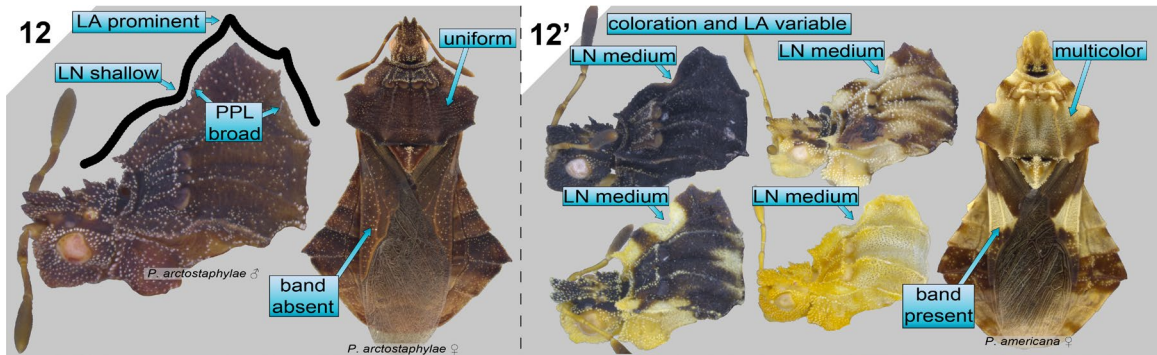 12
LA prominent
LN shallow
PPL
broad
uniform
band
absent
P. arctostaphylae ♂
P. arctostaphylae ♀
12’
coloration and LA variable
LN medium
LN medium
multicolor
LN medium
LN medium
band
present
P. americana ♀